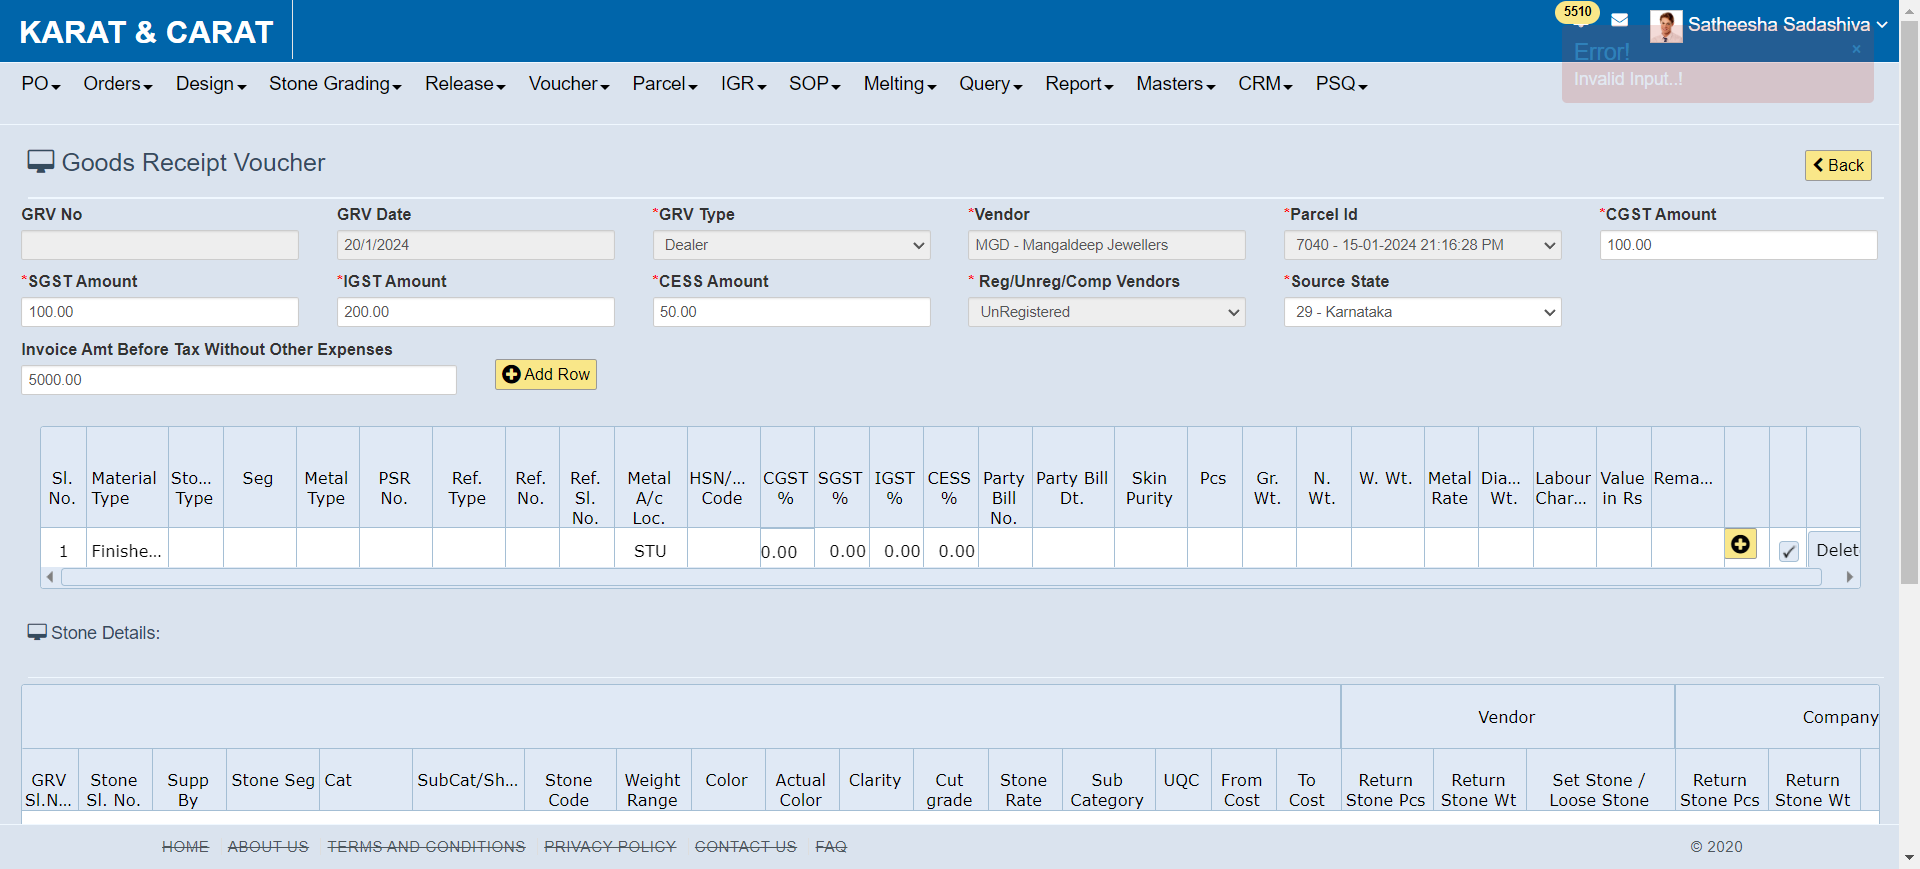 KARAT & CARAT
5510
Satheesha Sadashiva
Error!
×
Invalid Input..!
PO Orders Design Stone Grading Release Voucher Parcel IGR SOP Melting Query Report Masters CRM PSQ
Goods Receipt Voucher
Back
GRV No GRV Date *GRV Type *Vendor *Parcel Id *CGST Amount
20/1/2024 Dealer MGD - Mangaldeep Jewellers 7040 - 15-01-2024 21:16:28 PM 100.00
*SGST Amount *IGST Amount *CESS Amount * Reg/Unreg/Comp Vendors *Source State
100.00 200.00 50.00 UnRegistered 29 - Karnataka
Invoice Amt Before Tax Without Other Expenses
5000.00 Add Row
Sl. No. Material Type Sto... Type Seg Metal Type PSR No. Ref. Type Ref. No. Ref. Sl. No. Metal A/c Loc. HSN/... Code CGST % SGST % IGST % CESS % Party Bill No. Party Bill Dt. Skin Purity Pcs Gr. Wt. N. Wt. W. Wt. Metal Rate Dia... Wt. Labour Char... Value in Rs Rema...
1 Finishe... STU 0.00 0.00 0.00 0.00 Delet
Stone Details:
Vendor Company
GRV Sl.N... Stone Sl. No. Supp By Stone Seg Cat SubCat/Sh... Stone Code Weight Range Color Actual Color Clarity Cut grade Stone Rate Sub Category UQC From Cost To Cost Return Stone Pcs Return Stone Wt Set Stone / Loose Stone Return Stone Pcs Return Stone Wt
HOME ABOUT US TERMS AND CONDITIONS PRIVACY POLICY CONTACT US FAQ © 2020